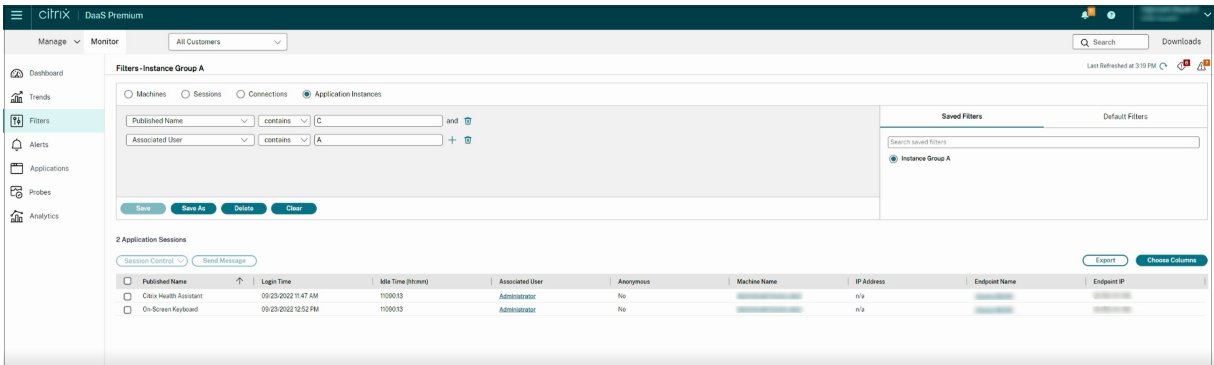 citrix | DaaS Premium
Manage Monitor All Customers Search Downloads
Dashboard
Trends
Filters
Alerts
Applications
Probes
Analytics
Filters-Instance Group A
Last Refreshed at 3:19 PM
Machines Sessions Connections Application Instances
Published Name contains C and
Associated User contains A
Saved Filters Default Filters
Search saved filters
Instance Group A
Save Save As Delete Clear
2 Application Sessions
Session Control Send Message Export Choose Columns
Published Name Login Time Idle Time (hh:mm) Associated User Anonymous Machine Name IP Address Endpoint Name Endpoint IP
Citrix Health Assistant 09/23/2022 11:47 AM 11090:13 Administrator No n/a
On-Screen Keyboard 09/23/2022 12:52 PM 11090:13 Administrator No n/a